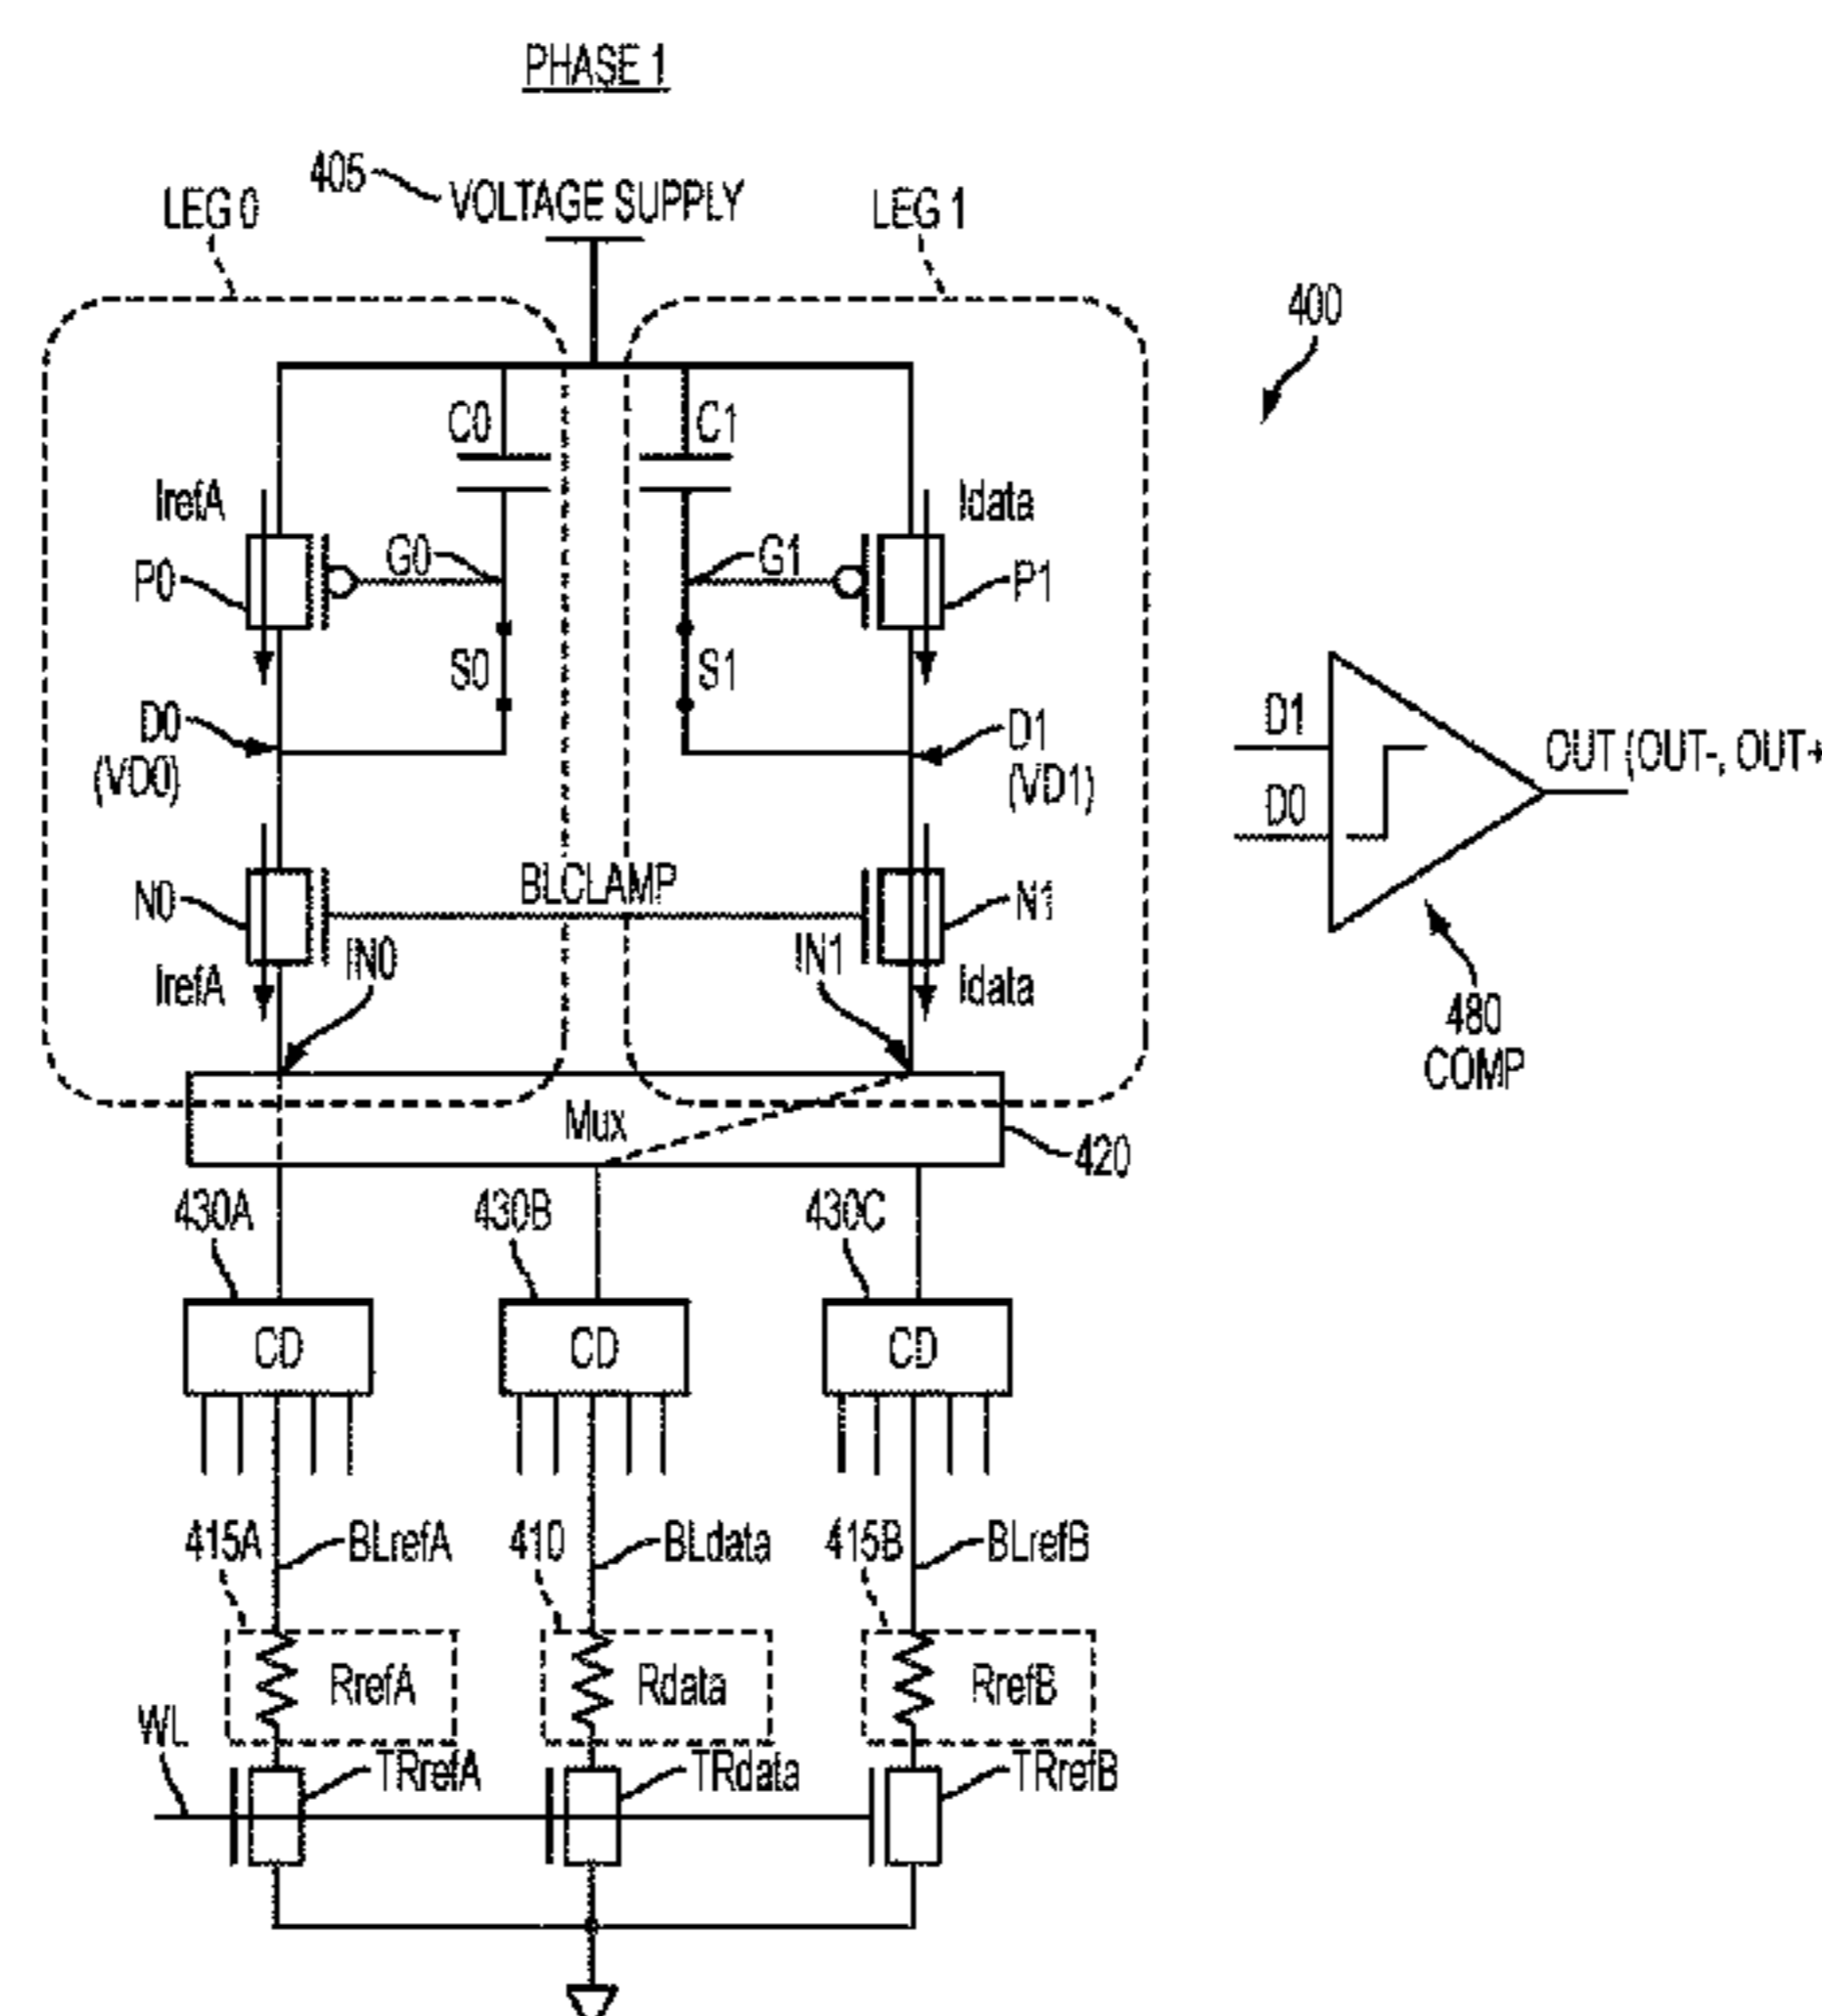 PHASE 1
405
VOLTAGE SUPPLY
LEG 0
LEG 1
400
C0
C1
IrefA
Idata
P0
G0
G1
P1
S0
S1
D0
(VD0)
D1
(VD1)
D1
D0
OUT (OUT-, OUT+
N0
BLCLAMP
N1
IrefA
IN0
IN1
Idata
480
COMP
Mux
420
430A
430B
430C
CD
CD
CD
415A
BLrefA
410
BLdata
415B
BLrefB
RrefA
Rdata
RrefB
WL
TRrefA
TRdata
TRrefB